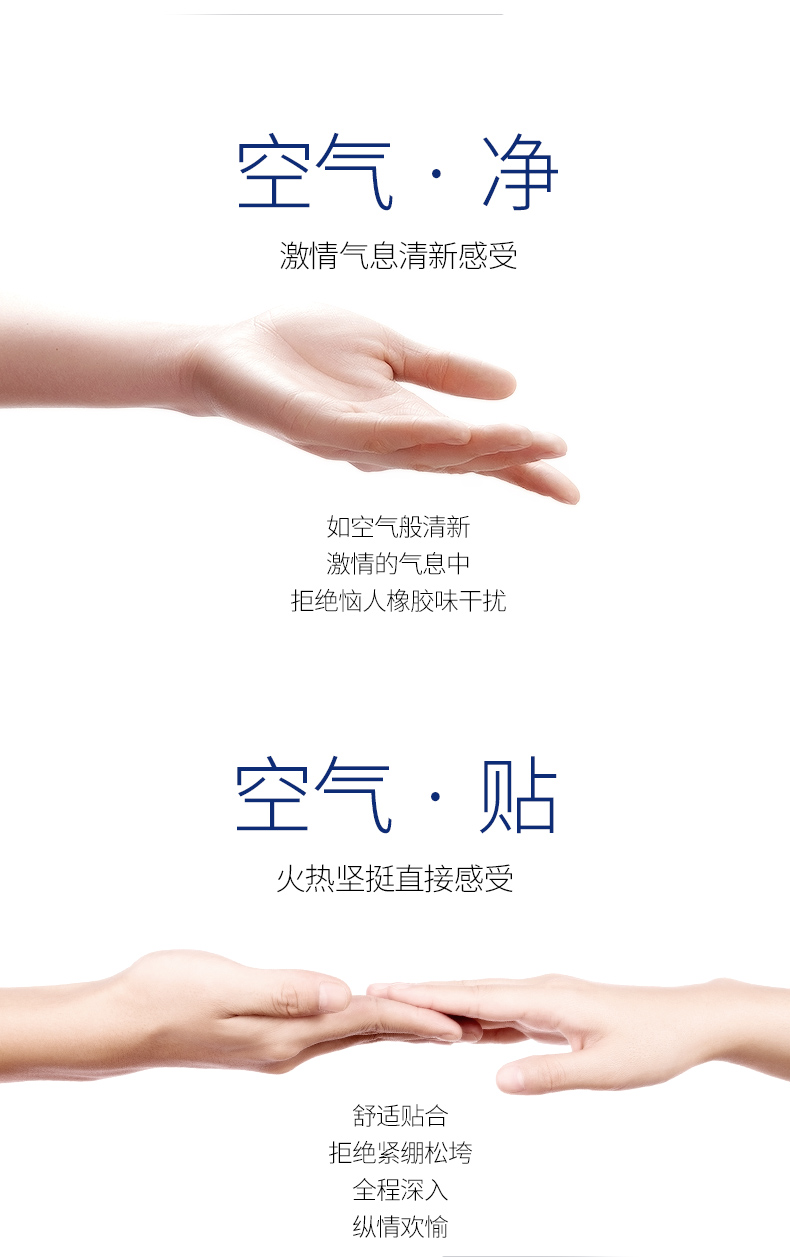 空气·净
激情气息清新感受
如空气般清新
激情的气息中
拒绝恼人橡胶味干扰
空气·贴
火热坚挺直接感受
舒适贴合
拒绝紧绷松垮
全程深入
纵情欢愉